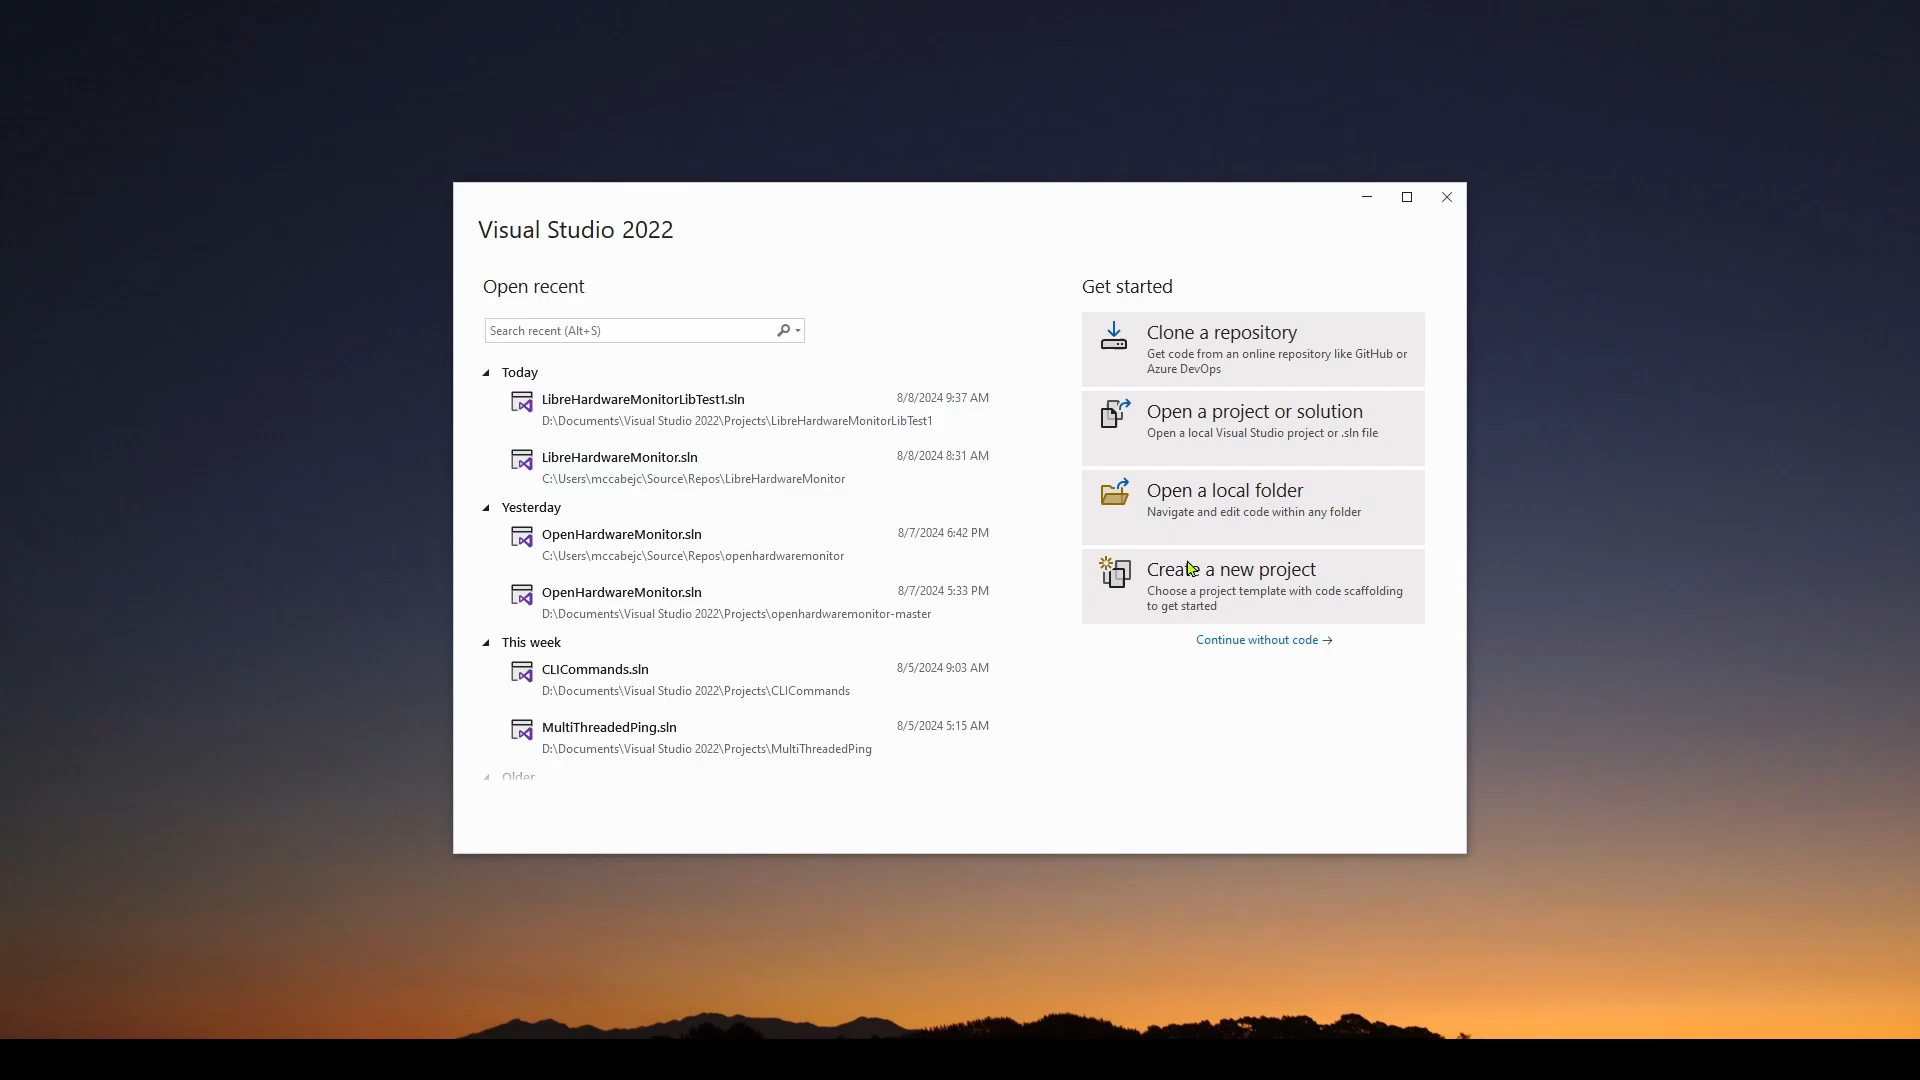 Visual Studio 2022
Open recent
Search recent (Alt+S)
Today
LibreHardwareMonitorLibTest1.sln 8/8/2024 9:37 AM
D:\Documents\Visual Studio 2022\Projects\LibreHardwareMonitorLibTest1
LibreHardwareMonitor.sln 8/8/2024 8:31 AM
C:\Users\mccabejc\Source\Repos\LibreHardwareMonitor
Yesterday
OpenHardwareMonitor.sln 8/7/2024 6:42 PM
C:\Users\mccabejc\Source\Repos\openhardwaremonitor
OpenHardwareMonitor.sln 8/7/2024 5:33 PM
D:\Documents\Visual Studio 2022\Projects\openhardwaremonitor-master
This week
CLICommands.sln 8/5/2024 9:03 AM
D:\Documents\Visual Studio 2022\Projects\CLICommands
MultiThreadedPing.sln 8/5/2024 5:15 AM
D:\Documents\Visual Studio 2022\Projects\MultiThreadedPing
Older
Get started
Clone a repository
Get code from an online repository like GitHub or
Azure DevOps
Open a project or solution
Open a local Visual Studio project or .sln file
Open a local folder
Navigate and edit code within any folder
Create a new project
Choose a project template with code scaffolding
to get started
Continue without code →